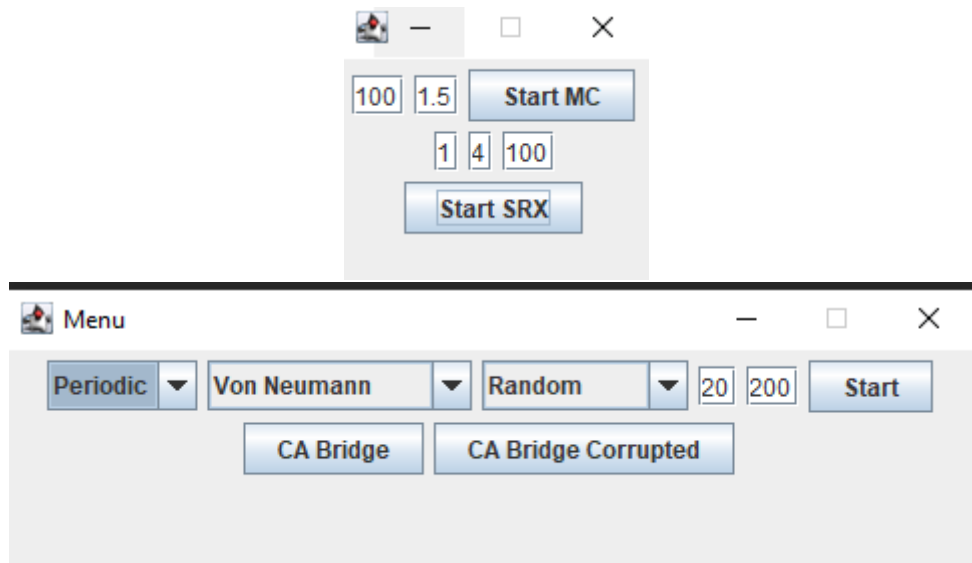 100 1.5 Start MC
1 4 100
Start SRX
Menu
Periodic Von Neumann Random 20 200 Start
CA Bridge CA Bridge Corrupted